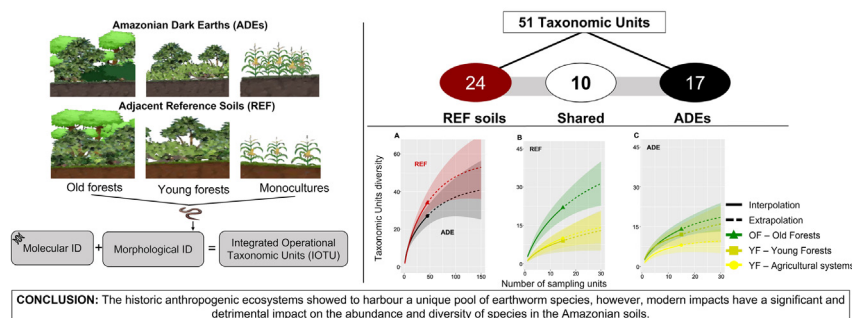 Amazonian Dark Earths (ADEs)
Adjacent Reference Soils (REF)
Old forests
Young forests
Monocultures
Molecular ID
+
Morphological ID
=
Integrated Operational
Taxonomic Units (IOTU)
51 Taxonomic Units
24
10
17
REF soils
Shared
ADEs
Taxonomic Units diversity
A
REF
ADE
60
40
20
0
0
50
100
150
B
REF
45
30
15
0
0
10
20
30
C
ADE
45
30
15
0
0
10
20
30
Number of sampling units
Interpolation
Extrapolation
OF – Old Forests
YF – Young Forests
YF – Agricultural systems
CONCLUSION: The historic anthropogenic ecosystems showed to harbour a unique pool of earthworm species, however, modern impacts have a significant and
detrimental impact on the abundance and diversity of species in the Amazonian soils.